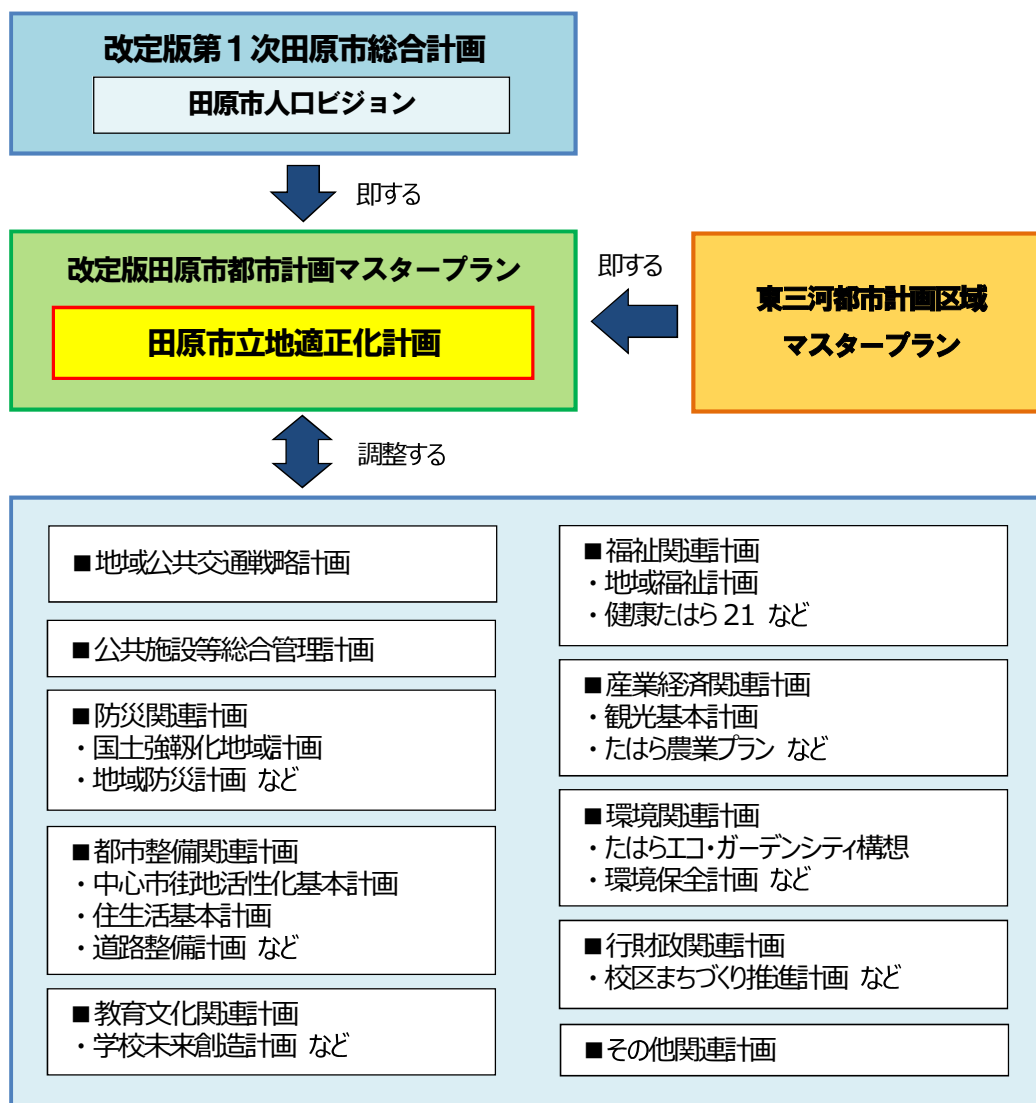 改定版第１次田原市総合計画
田原市人口ビジョン
即する
改定版田原市都市計画マスタープラン
田原市立地適正化計画
即する
東三河都市計画区域
マスタープラン
調整する
■地域公共交通戦略計画
■公共施設等総合管理計画
■防災関連計画
・国土強靱化地域計画
・地域防災計画 など
■都市整備関連計画
・中心市街地活性化基本計画
・住生活基本計画
・道路整備計画 など
■教育文化関連計画
・学校未来創造計画 など
■福祉関連計画
・地域福祉計画
・健康たはら 21 など
■産業経済関連計画
・観光基本計画
・たはら農業プラン など
■環境関連計画
・たはらエコ・ガーデンシティ構想
・環境保全計画 など
■行財政関連計画
・校区まちづくり推進計画 など
■その他関連計画